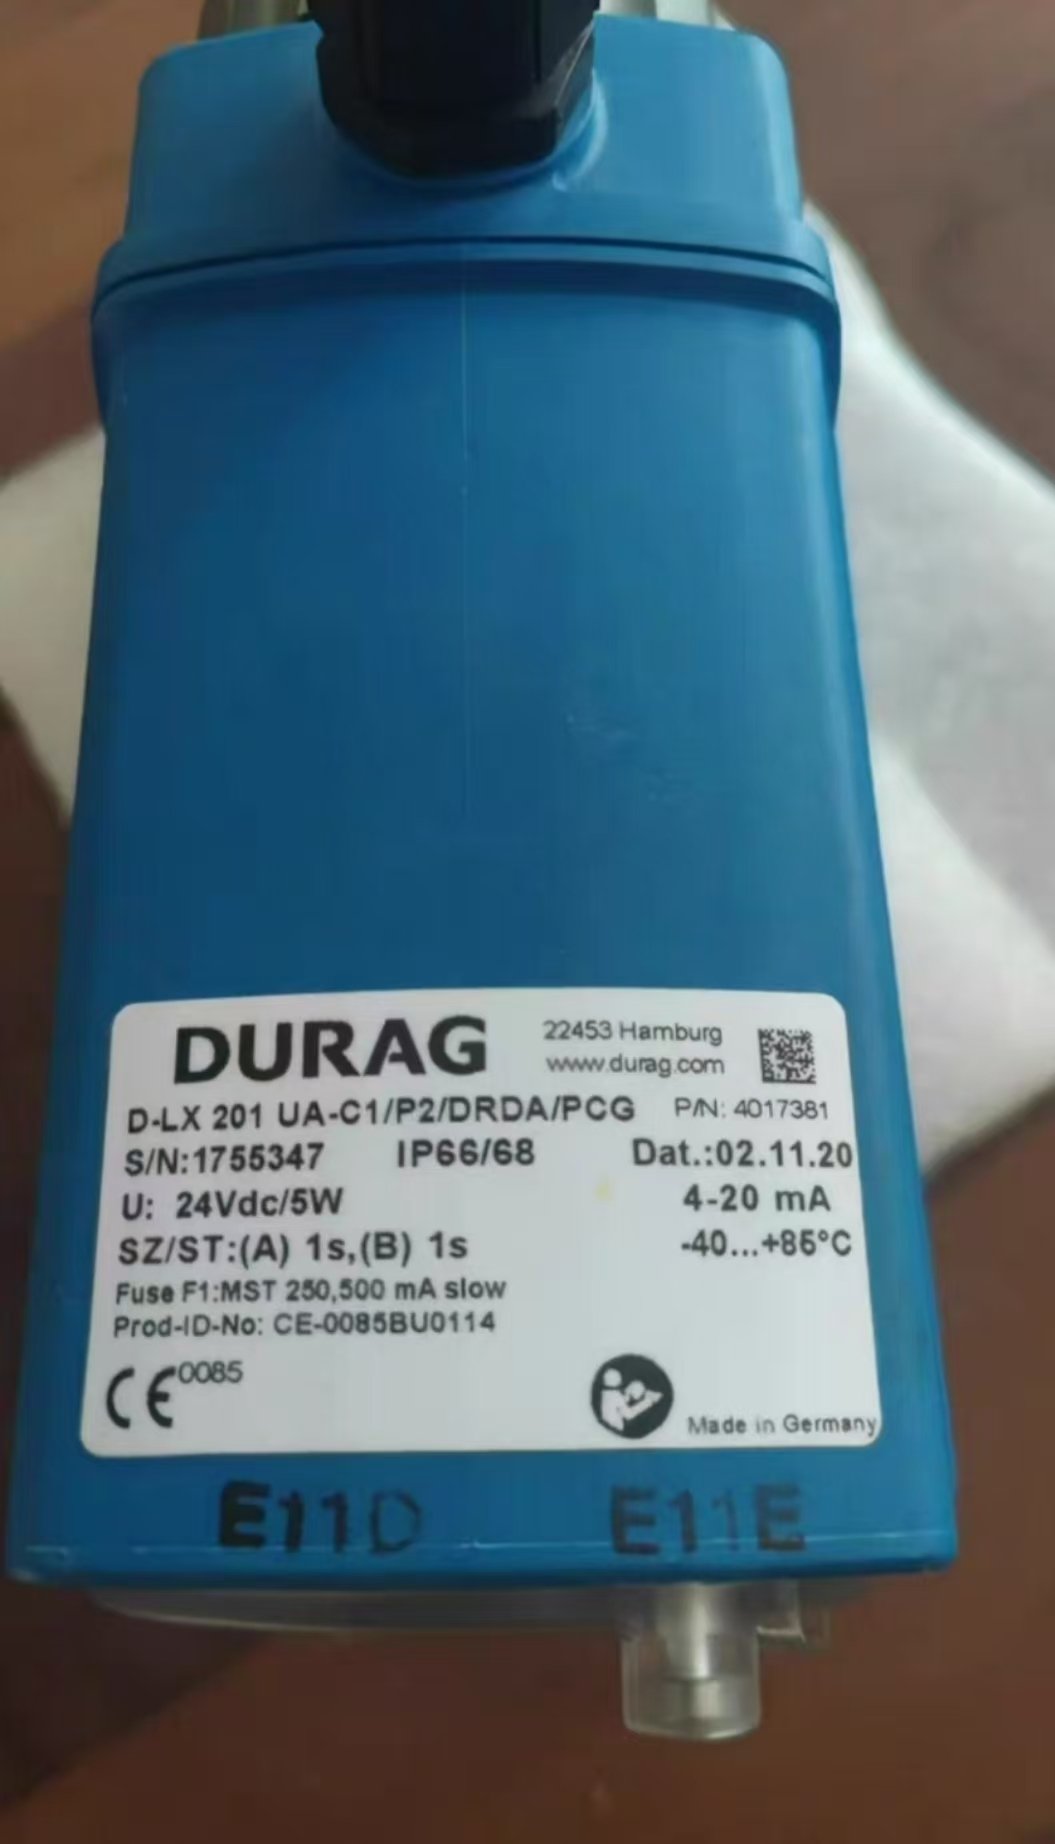 DURAG
22453 Hamburg
www.durag.com
D-LX 201 UA-C1/P2/DRDA/PCG P/N: 4017381
S/N:1755347 IP66/68 Dat.:02.11.20
U: 24Vdc/5W 4-20 mA
SZ/ST:(A) 1s,(B) 1s -40...+85°C
Fuse F1:MST 250,500 mA slow
Prod-ID-No: CE-0085BU0114
CE 0085
Made in Germany
E11D E11E